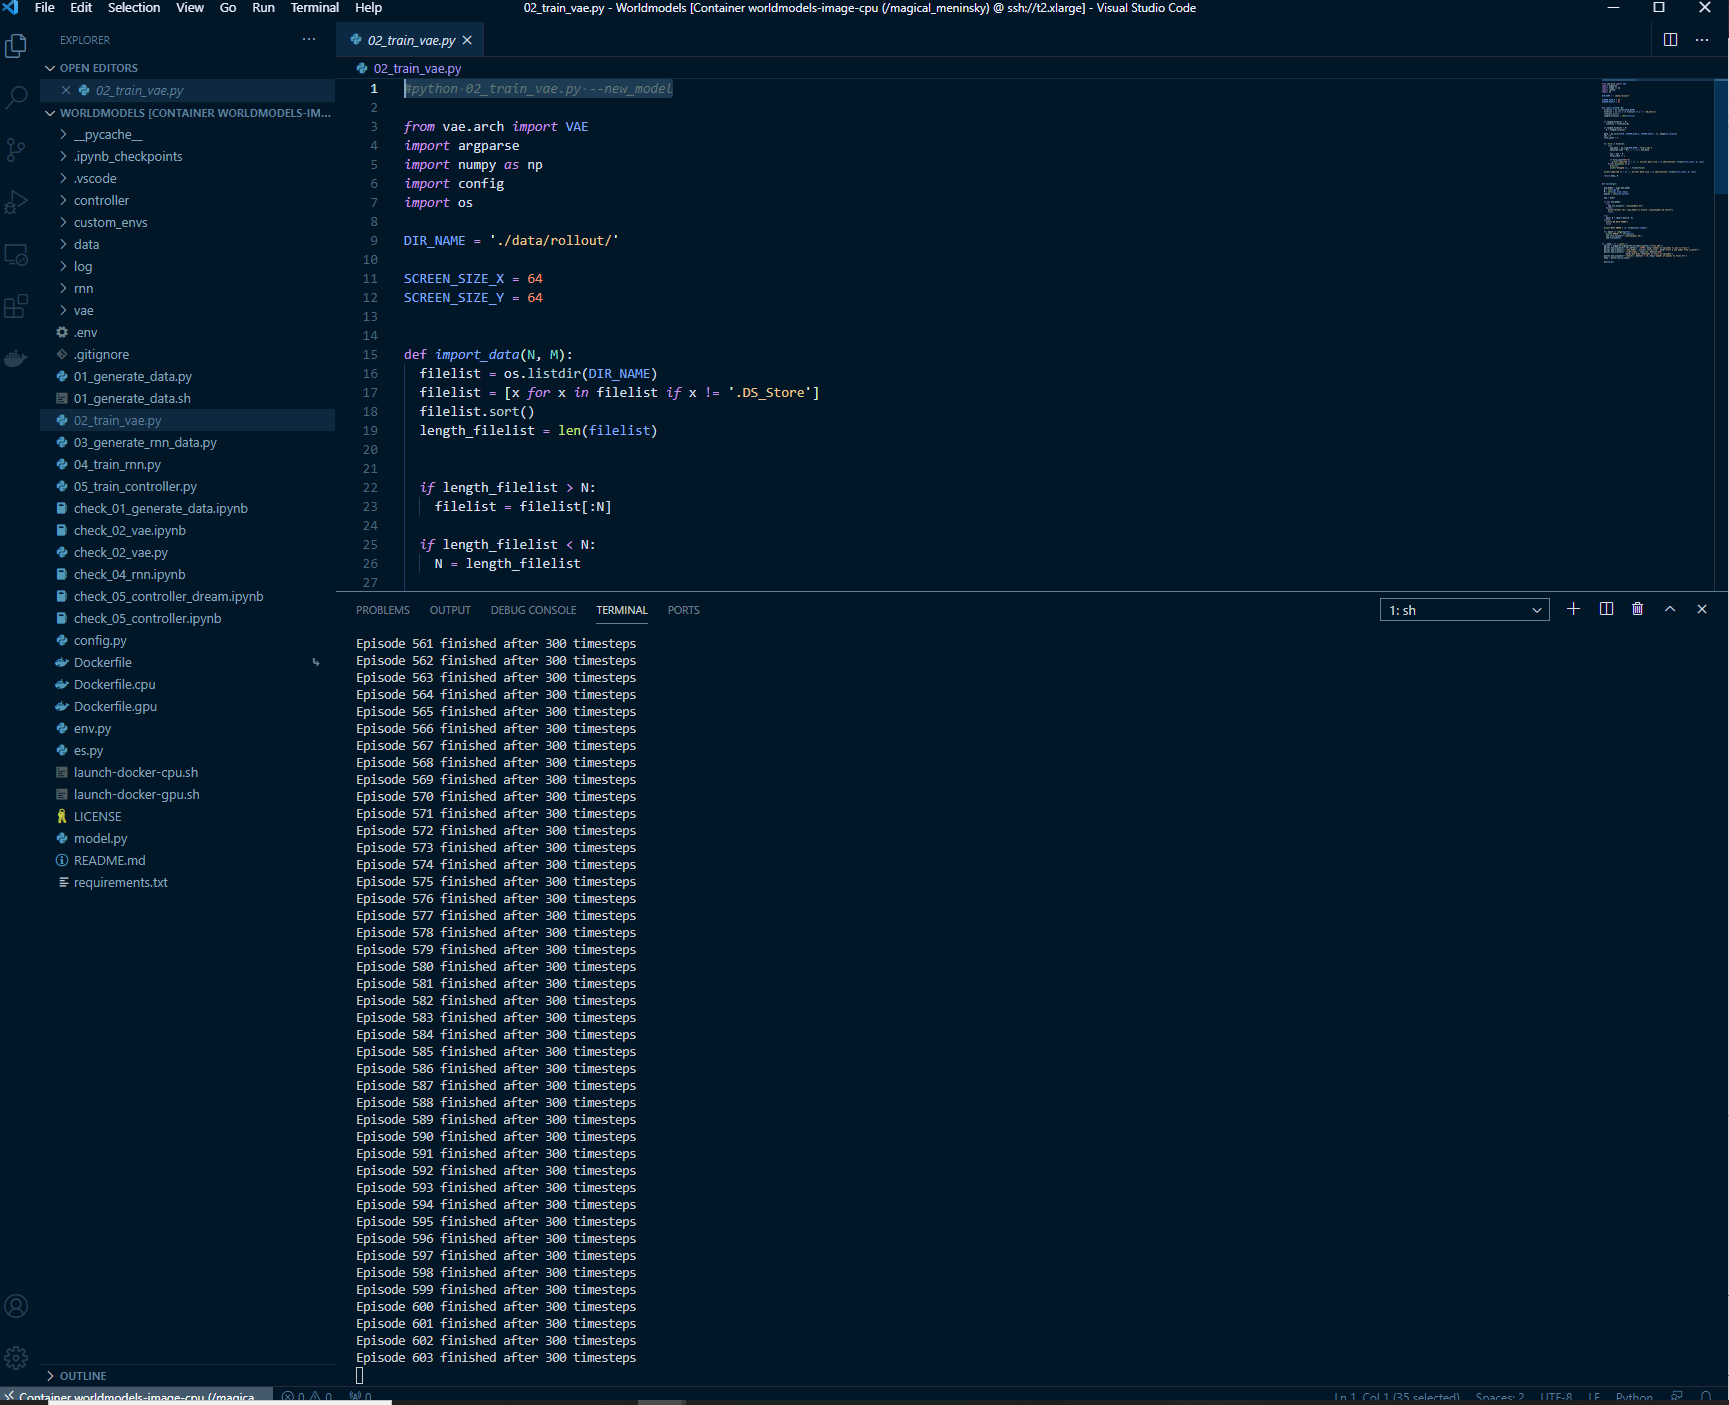 File Edit Selection View Go Run Terminal Help 02_train_vae.py - Worldmodels [Container worldmodels-image-cpu (/magical_meninsky) @ ssh://t2.xlarge] - Visual Studio Code
EXPLORER
OPEN EDITORS
02_train_vae.py
WORLDMODELS [CONTAINER WORLDMODELS-IM...
__pycache__
.ipynb_checkpoints
.vscode
controller
custom_envs
data
log
rnn
vae
.env
.gitignore
01_generate_data.py
01_generate_data.sh
02_train_vae.py
03_generate_rnn_data.py
04_train_rnn.py
05_train_controller.py
check_01_generate_data.ipynb
check_02_vae.ipynb
check_02_vae.py
check_04_rnn.ipynb
check_05_controller_dream.ipynb
check_05_controller.ipynb
config.py
Dockerfile
Dockerfile.cpu
Dockerfile.gpu
env.py
es.py
launch-docker-cpu.sh
launch-docker-gpu.sh
LICENSE
model.py
README.md
requirements.txt
OUTLINE
02_train_vae.py
02_train_vae.py
1 #python·02_train_vae.py·--new_model
2
3 from vae.arch import VAE
4 import argparse
5 import numpy as np
6 import config
7 import os
8
9 DIR_NAME = './data/rollout/'
10
11 SCREEN_SIZE_X = 64
12 SCREEN_SIZE_Y = 64
13
14
15 def import_data(N, M):
16 filelist = os.listdir(DIR_NAME)
17 filelist = [x for x in filelist if x != '.DS_Store']
18 filelist.sort()
19 length_filelist = len(filelist)
20
21
22 if length_filelist > N:
23 filelist = filelist[:N]
24
25 if length_filelist < N:
26 N = length_filelist
27
PROBLEMS OUTPUT DEBUG CONSOLE TERMINAL PORTS 1: sh
Episode 561 finished after 300 timesteps
Episode 562 finished after 300 timesteps
Episode 563 finished after 300 timesteps
Episode 564 finished after 300 timesteps
Episode 565 finished after 300 timesteps
Episode 566 finished after 300 timesteps
Episode 567 finished after 300 timesteps
Episode 568 finished after 300 timesteps
Episode 569 finished after 300 timesteps
Episode 570 finished after 300 timesteps
Episode 571 finished after 300 timesteps
Episode 572 finished after 300 timesteps
Episode 573 finished after 300 timesteps
Episode 574 finished after 300 timesteps
Episode 575 finished after 300 timesteps
Episode 576 finished after 300 timesteps
Episode 577 finished after 300 timesteps
Episode 578 finished after 300 timesteps
Episode 579 finished after 300 timesteps
Episode 580 finished after 300 timesteps
Episode 581 finished after 300 timesteps
Episode 582 finished after 300 timesteps
Episode 583 finished after 300 timesteps
Episode 584 finished after 300 timesteps
Episode 585 finished after 300 timesteps
Episode 586 finished after 300 timesteps
Episode 587 finished after 300 timesteps
Episode 588 finished after 300 timesteps
Episode 589 finished after 300 timesteps
Episode 590 finished after 300 timesteps
Episode 591 finished after 300 timesteps
Episode 592 finished after 300 timesteps
Episode 593 finished after 300 timesteps
Episode 594 finished after 300 timesteps
Episode 595 finished after 300 timesteps
Episode 596 finished after 300 timesteps
Episode 597 finished after 300 timesteps
Episode 598 finished after 300 timesteps
Episode 599 finished after 300 timesteps
Episode 600 finished after 300 timesteps
Episode 601 finished after 300 timesteps
Episode 602 finished after 300 timesteps
Episode 603 finished after 300 timesteps
Container worldmodels-image-cpu (/magica... 0 0 0 Ln 1, Col 1 (35 selected) Spaces: 2 UTF-8 LF Python